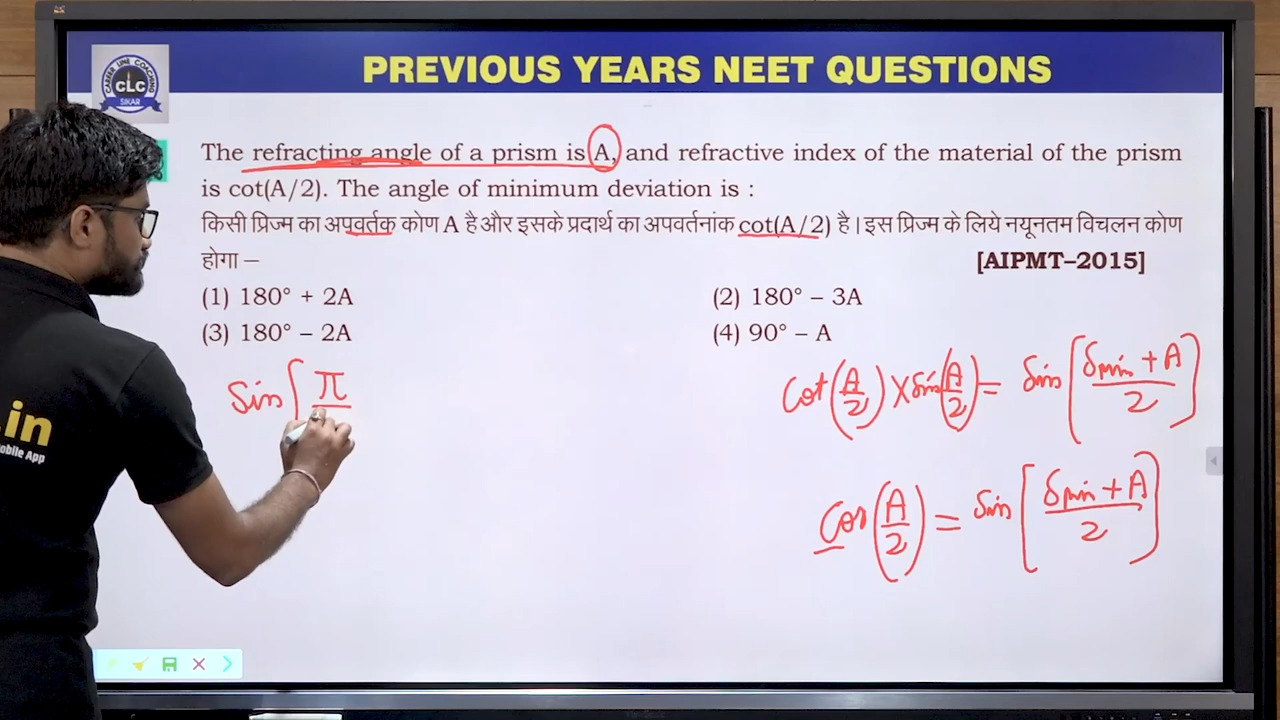 PREVIOUS YEARS NEET QUESTIONS
CLC
SIKAR
The refracting angle of a prism is A, and refractive index of the material of the prism
is cot(A/2). The angle of minimum deviation is :
किसी प्रिज्म का अपवर्तक कोण A है और इसके प्रदार्थ का अपवर्तनांक cot(A/2) है। इस प्रिज्म के लिये नयूनतम विचलन कोण
होगा –
[AIPMT–2015]
(1) 180° + 2A
(2) 180° – 3A
(3) 180° – 2A
(4) 90° – A
Cot(A/2) × sin(A/2) = sin[(δmin + A)/2]
Cos(A/2) = sin[(δmin + A)/2]
Sin[π
.in
obile App